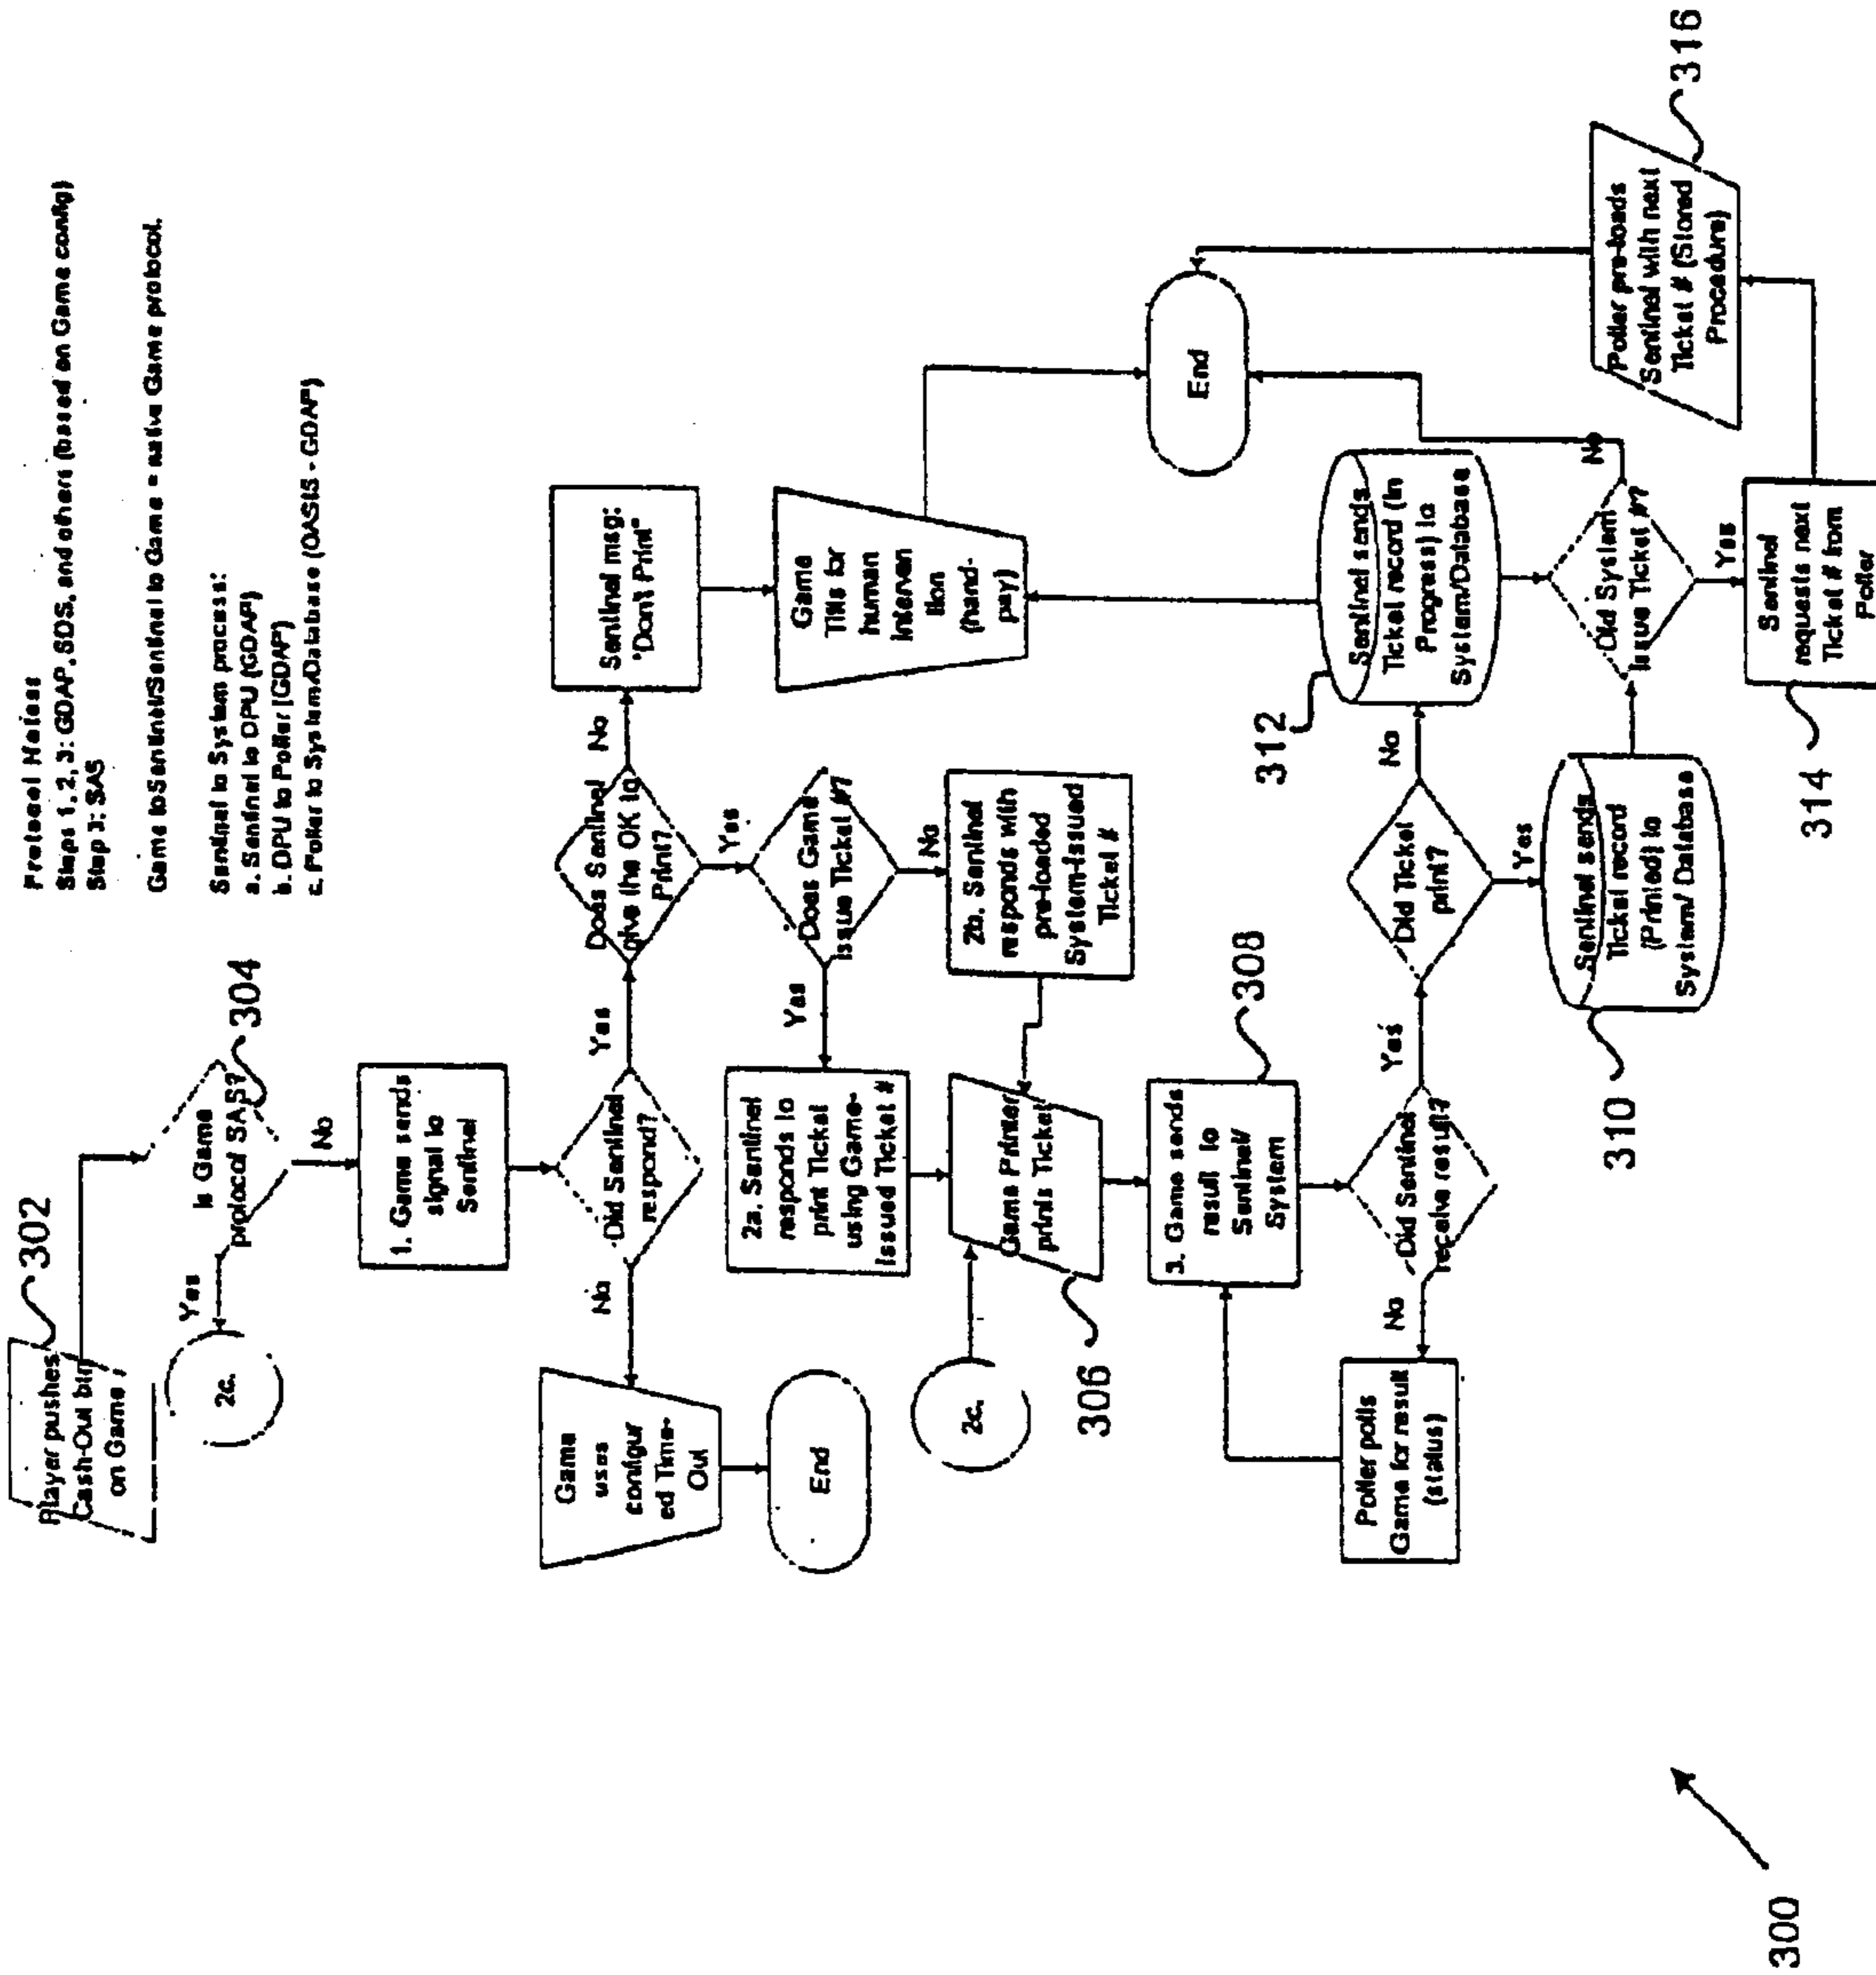 Protocol Notes
Steps 1, 2, 3: GDAP, SDS, and others (based on Game config)
Step 3: SAS
Game to Sentinel/Sentinel to Game = native Game protocol.
Sentinel to System process:
a. Sentinel to DPU (GDAP)
b. DPU to Poller (GDAP)
c. Poller to System/Database (OASIS - GDAP)
Player pushes
Cash-Out btn
on Game
302
Is Game
protocol SAS?
304
Yes
2c.
No
1. Game sends
signal to
Sentinel
Did Sentinel
respond?
No
Game
uses
configur
ed Time-
Out
End
Yes
Does Sentinel
give the OK to
Print?
No
Sentinel msg:
"Don't Print"
Game
Tilts for
human
interven
tion
(hand-
pay)
Yes
Does Game
issue Ticket #?
Yes
2a. Sentinel
responds to
print Ticket
using Game-
Issued Ticket #
No
2b. Sentinel
responds with
pre-loaded
System-Issued
Ticket #
2c.
Game Printer
prints Ticket
306
3. Game sends
result to
Sentinel/
System
308
Did Sentinel
receive result?
No
Poller polls
Game for result
(status)
Yes
Did Ticket
print?
No
Sentinel sends
Ticket record (In
Progress) to
System/Database
312
Yes
Sentinel sends
Ticket record
(Printed) to
System/ Database
310
Did System
Issue Ticket #?
No
End
Yes
Sentinel
requests next
Ticket # from
Poller
314
Poller pre-loads
Sentinel with next
Ticket # (Stored
Procedure)
316
300